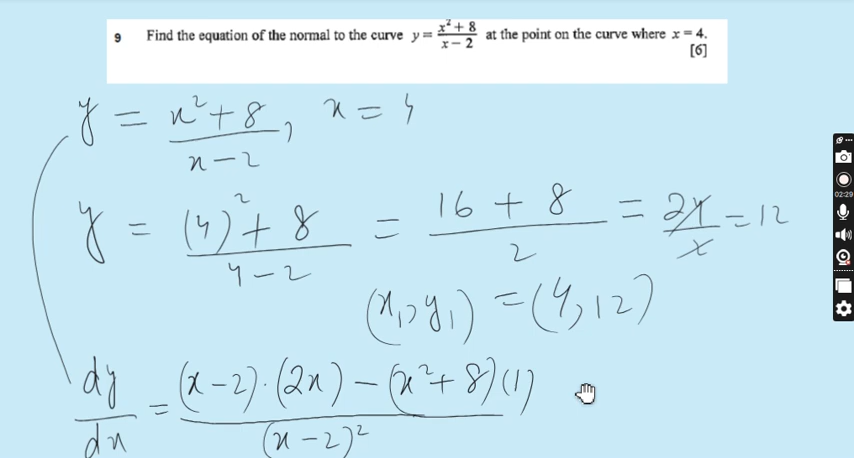 9 Find the equation of the normal to the curve y = (x² + 8)/(x − 2) at the point on the curve where x = 4.
[6]
y = (x² + 8)/(x − 2), x = 4
y = ((4)² + 8)/(4 − 2) = (16 + 8)/2 = 24/2 = 12
(x₁, y₁) = (4, 12)
dy/dx = ((x − 2)·(2x) − (x² + 8)(1))/(x − 2)²
02:29